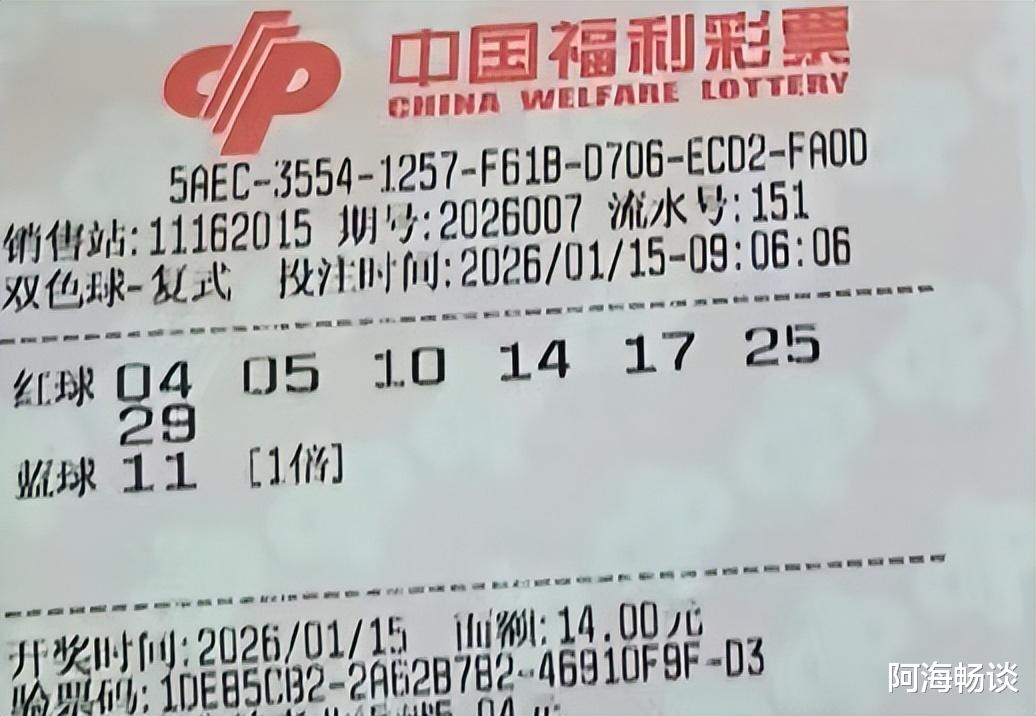 中国福利彩票
CHINA WELFARE LOTTERY
5AEC-3554-1257-F61B-D706-ECD2-FA0D
销售站:11162015 期号:2026007 流水号:151
双色球-复式 投注时间:2026/01/15-09:06:06
红球 04 05 10 14 17 25
29
蓝球 11 [1倍]
开奖时间:2026/01/15 :14.00元
验票码:1DE85CB2-2A62B7B2-46910F9F-D3
阿海畅谈